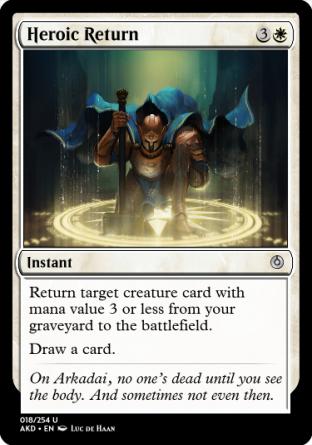 Heroic Return 3
Instant
Return target creature card with
mana value 3 or less from your
graveyard to the battlefield.
Draw a card.
On Arkadai, no one's dead until you see
the body. And sometimes not even then.
018/254 U
AKD • EN Luc de Haan